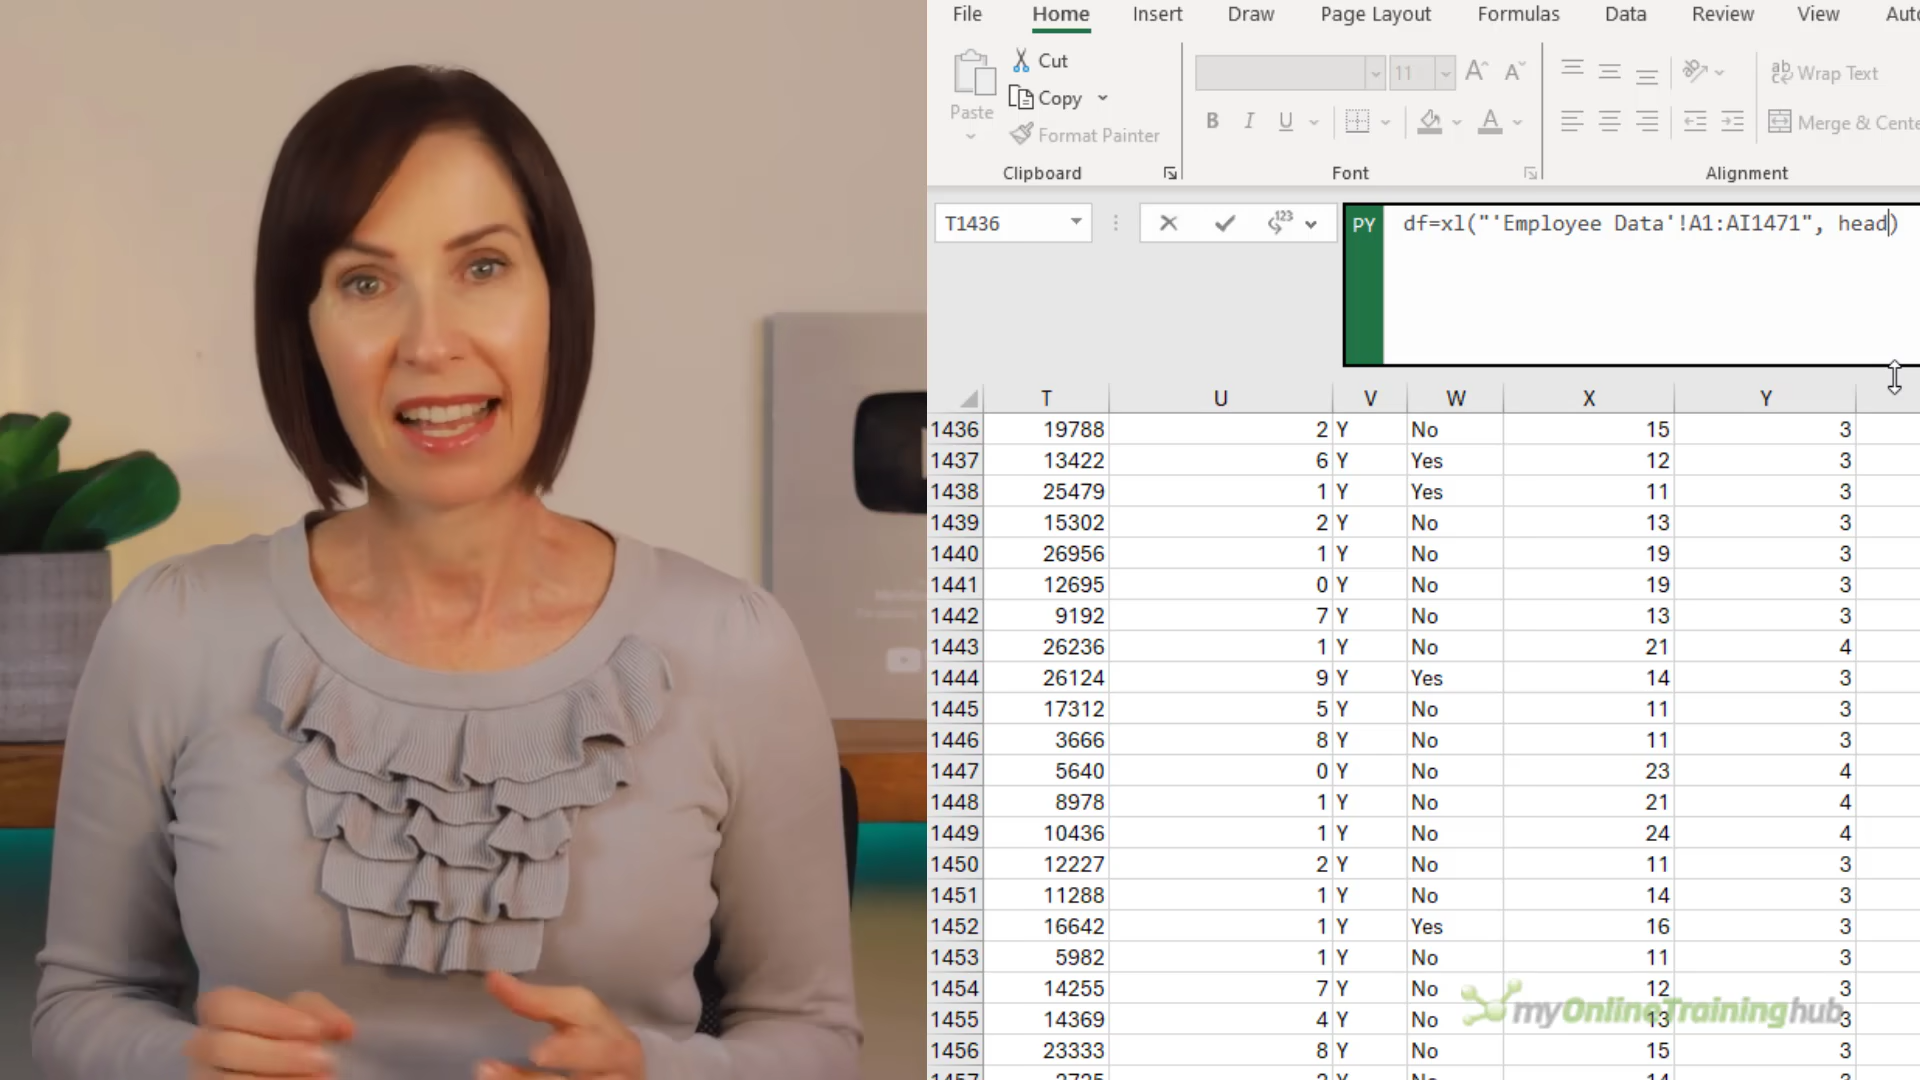 File Home Insert Draw Page Layout Formulas Data Review View Aut
Cut
Copy
Paste
Format Painter
11
B I U
Wrap Text
Merge & Cente
Clipboard Font Alignment
T1436
PY df=xl("'Employee Data'!A1:AI1471", head)
T U V W X Y
1436 19788 2 Y No 15 3
1437 13422 6 Y Yes 12 3
1438 25479 1 Y Yes 11 3
1439 15302 2 Y No 13 3
1440 26956 1 Y No 19 3
1441 12695 0 Y No 19 3
1442 9192 7 Y No 13 3
1443 26236 1 Y No 21 4
1444 26124 9 Y Yes 14 3
1445 17312 5 Y No 11 3
1446 3666 8 Y No 11 3
1447 5640 0 Y No 23 4
1448 8978 1 Y No 21 4
1449 10436 1 Y No 24 4
1450 12227 2 Y No 11 3
1451 11288 1 Y No 14 3
1452 16642 1 Y Yes 16 3
1453 5982 1 Y No 11 3
1454 14255 7 Y No 12 3
1455 14369 4 Y No 13 3
myOnlineTraininghub
1456 23333 8 Y No 15 3